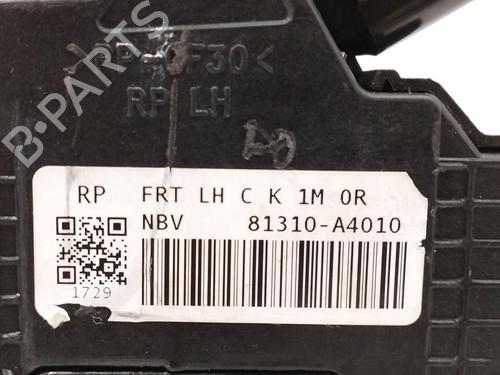 >PP-GF30<
RP LH
RP FRT LH C K 1M 0R
NBV 81310-A4010
1729
B-PARTS